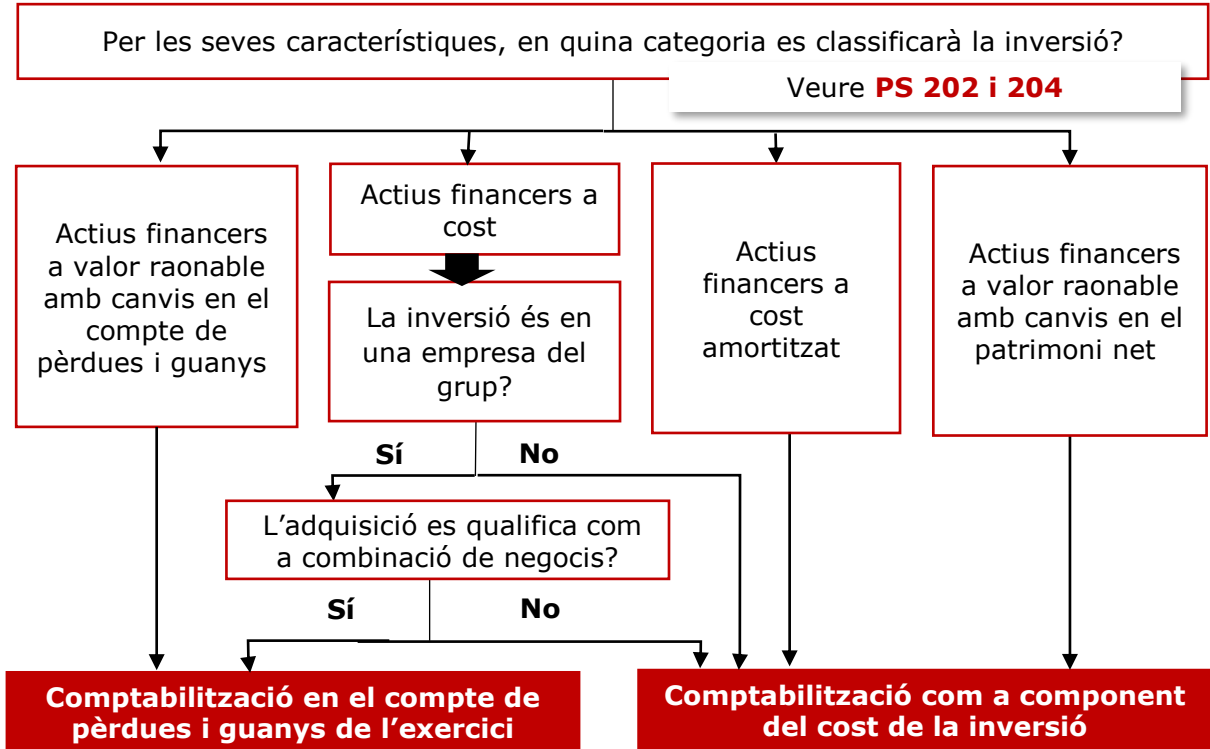 Per les seves característiques, en quina categoria es classificarà la inversió?
Veure PS 202 i 204
Actius financers
a valor raonable
amb canvis en el
compte de
pèrdues i guanys
Actius financers a
cost
La inversió és en
una empresa del
grup?
Actius
financers a
cost
amortitzat
Actius financers
a valor raonable
amb canvis en el
patrimoni net
Sí
No
L’adquisició es qualifica com
a combinació de negocis?
Sí
No
Comptabilització en el compte de
pèrdues i guanys de l’exercici
Comptabilització com a component
del cost de la inversió